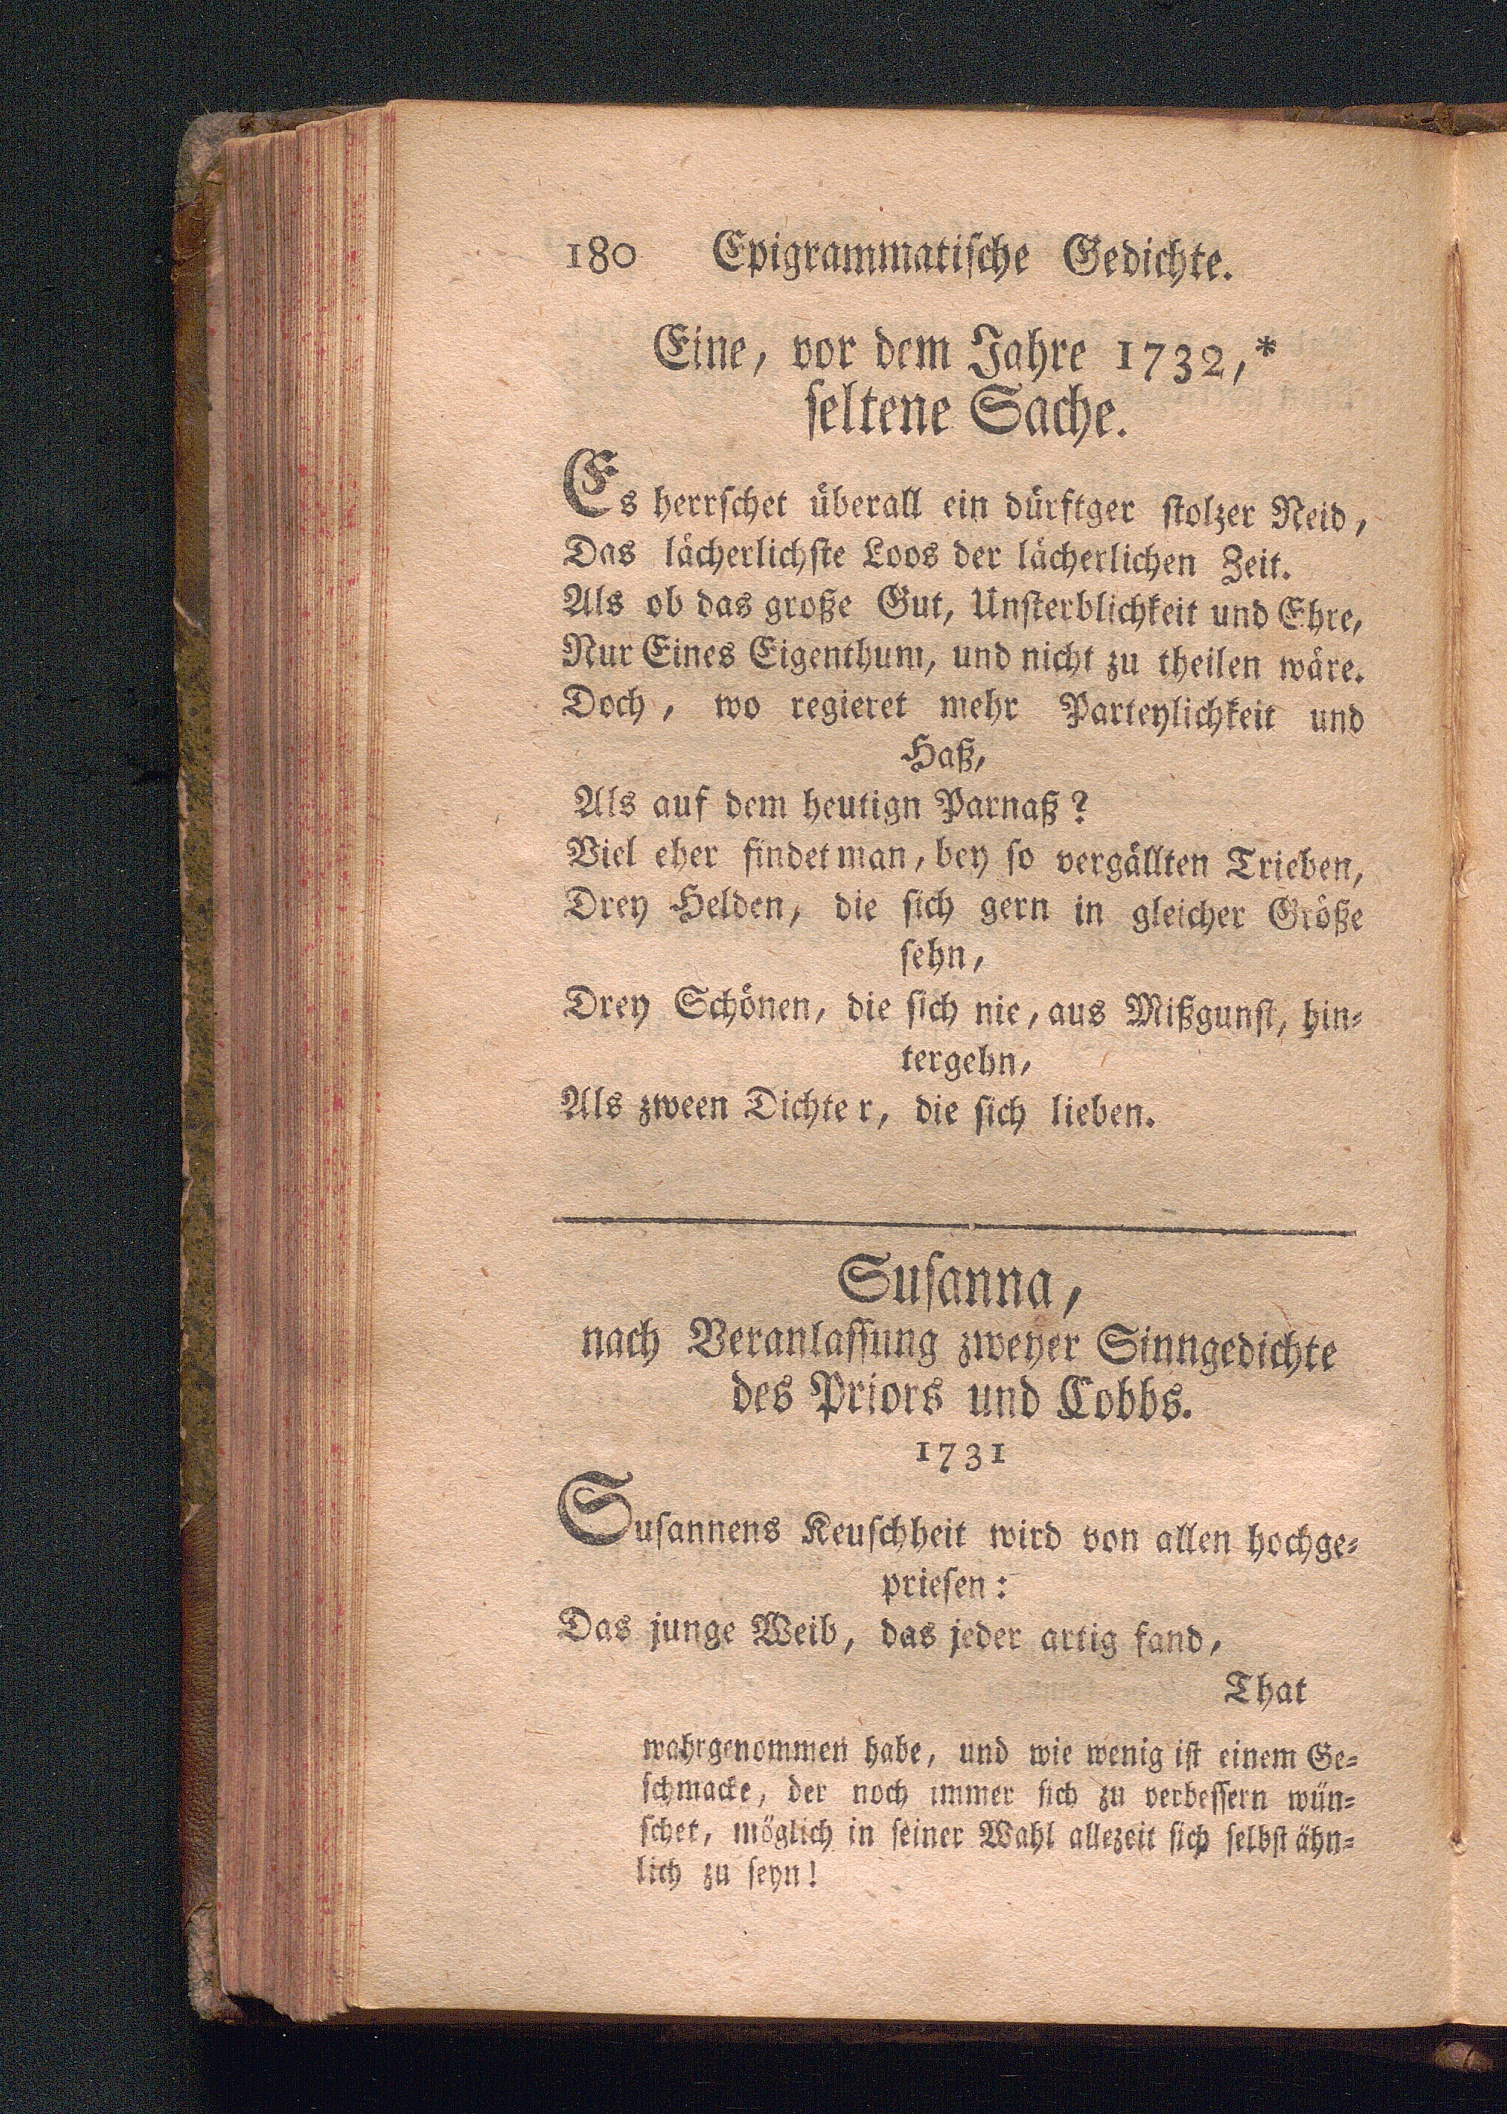 180 Epigrammatiſche Gedichte.
Eine, vor dem Jahre 1732,*
ſeltene Sache.
Es herrſchet überall ein dürftger ſtolzer Neid,
Das lächerlichſte Loos der lächerlichen Zeit.
Als ob das große Gut, Unſterblichkeit und Ehre,
Nur Eines Eigenthum, und nicht zu theilen wäre.
Doch, wo regieret mehr Parteylichkeit und
Haß,
Als auf dem heutign Parnaß?
Viel eher findet man, bey ſo vergällten Trieben,
Drey Helden, die ſich gern in gleicher Größe
ſehn,
Drey Schönen, die ſich nie, aus Mißgunſt, hin-
tergehn,
Als zween Dichter, die ſich lieben.
Suſanna,
nach Veranlaſſung zweyer Sinngedichte
des Priors und Cobbs.
1731
Suſannens Keuſchheit wird von allen hochge-
prieſen:
Das junge Weib, das jeder artig fand,
That
wahrgenommen habe, und wie wenig iſt einem Ge-
ſchmacke, der noch immer ſich zu verbeſſern wün-
ſchet, möglich in ſeiner Wahl allezeit ſich ſelbſt ähn-
lich zu ſeyn!